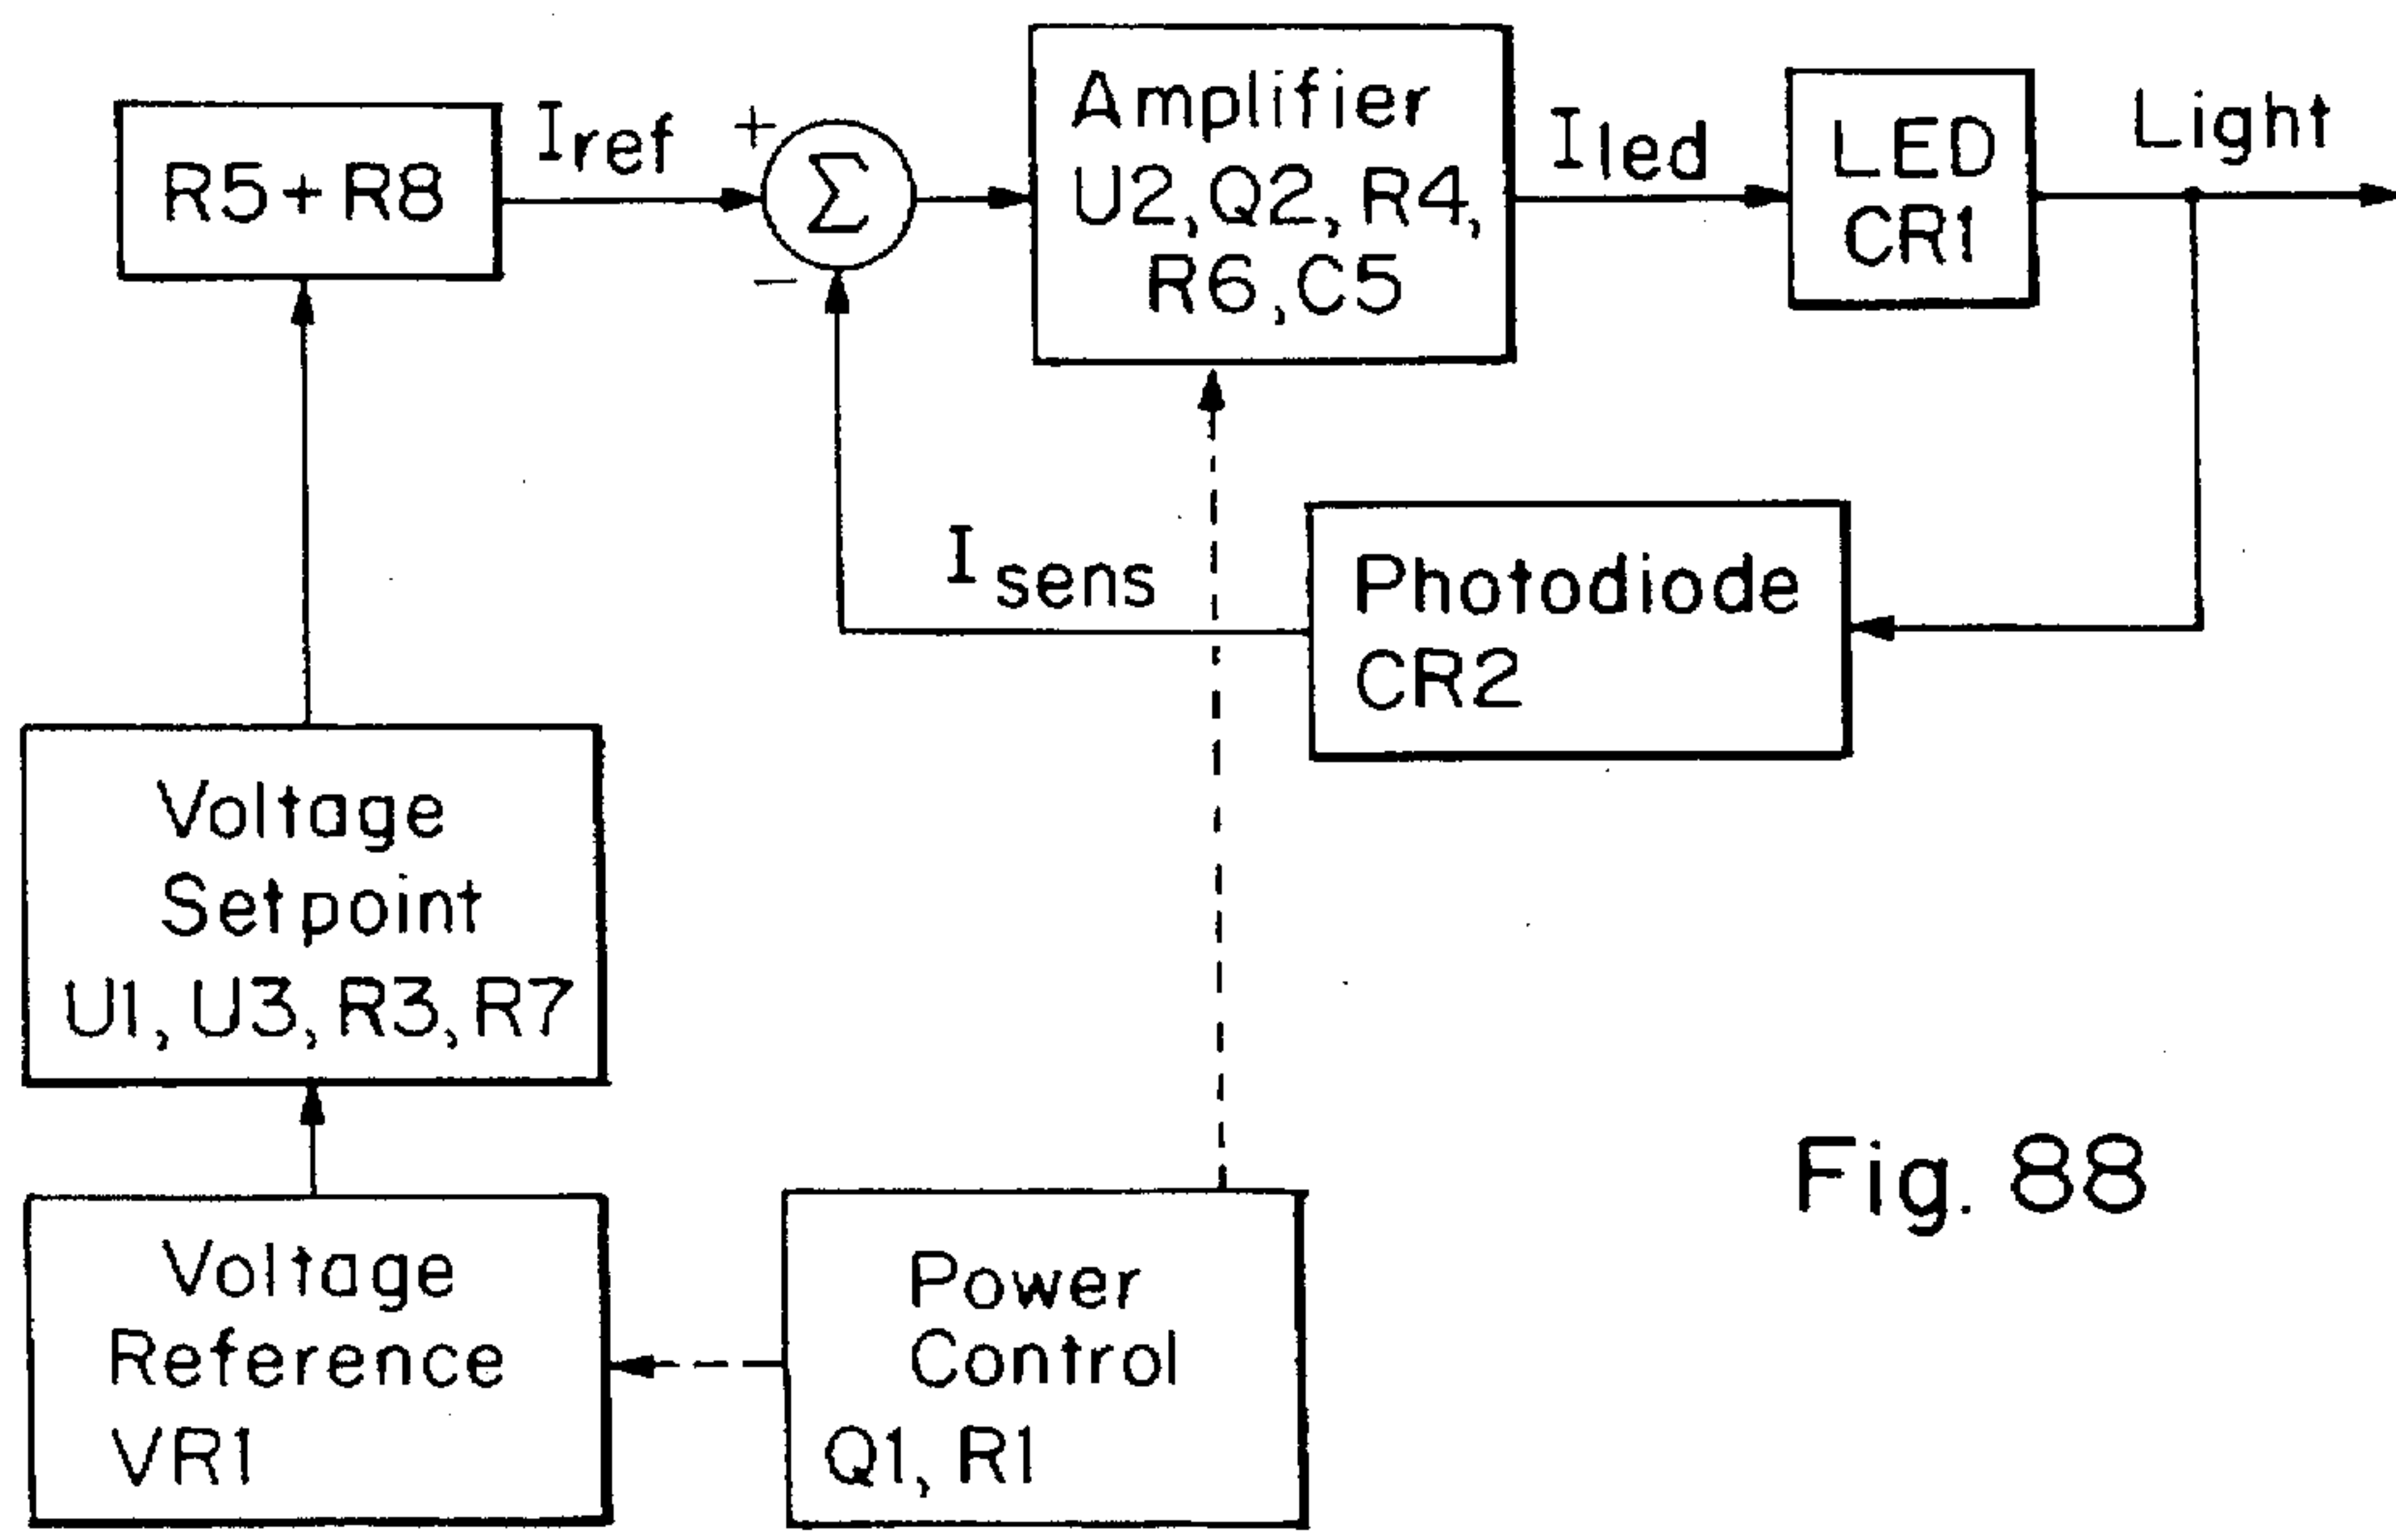 R5+R8
Iref
+
Σ
−
Amplifier
U2,Q2,R4,
R6,C5
Iled
LED
CR1
Light
Isens
Photodiode
CR2
Voltage
Setpoint
U1,U3,R3,R7
Voltage
Reference
VR1
Power
Control
Q1, R1
Fig. 88